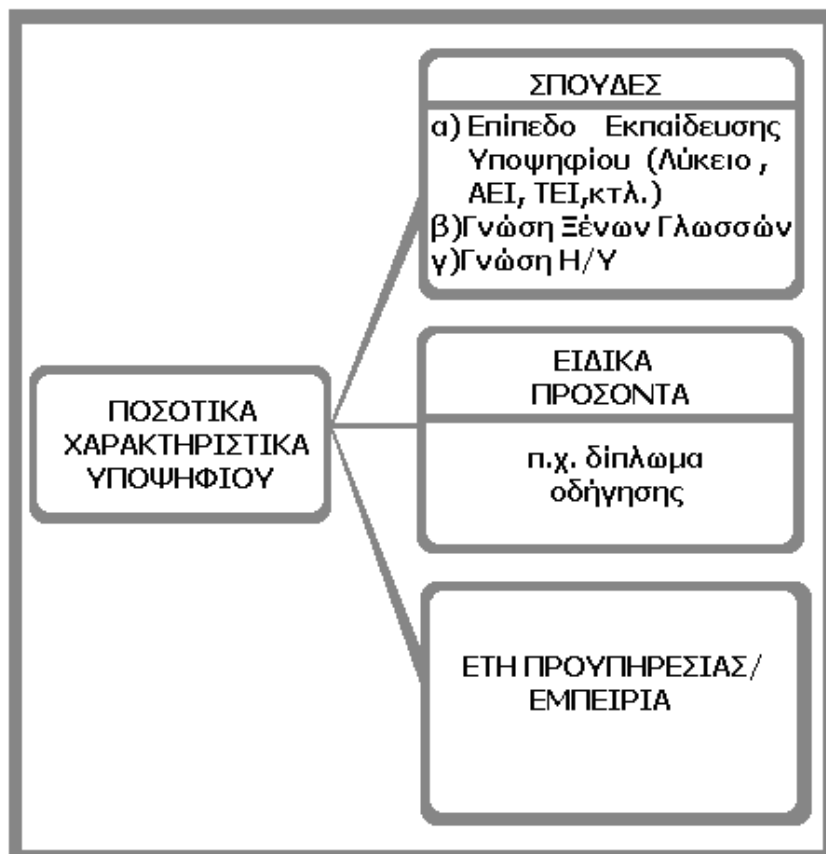 ΣΠΟΥΔΕΣ
α) Επίπεδο Εκπαίδευσης
Υποψηφίου (Λύκειο ,
ΑΕΙ, ΤΕΙ,κτλ.)
β)Γνώση Ξένων Γλωσσών
γ)Γνώση Η/Υ
ΠΟΣΟΤΙΚΑ
ΧΑΡΑΚΤΗΡΙΣΤΙΚΑ
ΥΠΟΨΗΦΙΟΥ
ΕΙΔΙΚΑ
ΠΡΟΣΟΝΤΑ
π.χ. δίπλωμα
οδήγησης
ΕΤΗ ΠΡΟΥΠΗΡΕΣΙΑΣ/
ΕΜΠΕΙΡΙΑ